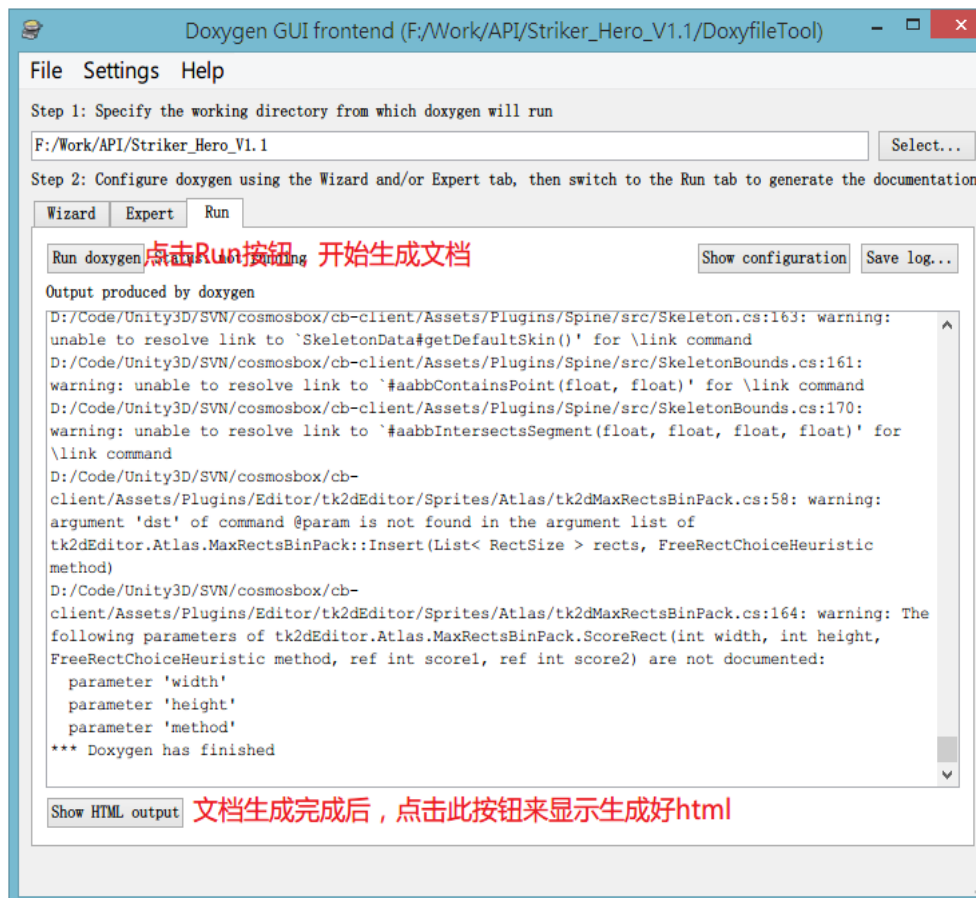 Doxygen GUI frontend (F:/Work/API/Striker_Hero_V1.1/DoxyfileTool)
File Settings Help
Step 1: Specify the working directory from which doxygen will run
F:/Work/API/Striker_Hero_V1.1 Select...
Step 2: Configure doxygen using the Wizard and/or Expert tab, then switch to the Run tab to generate the documentation
Wizard Expert Run
Run doxygen Status: not running Show configuration Save log...
点击Run按钮，开始生成文档
Output produced by doxygen
D:/Code/Unity3D/SVN/cosmosbox/cb-client/Assets/Plugins/Spine/src/Skeleton.cs:163: warning:
unable to resolve link to `SkeletonData#getDefaultSkin()' for \link command
D:/Code/Unity3D/SVN/cosmosbox/cb-client/Assets/Plugins/Spine/src/SkeletonBounds.cs:161:
warning: unable to resolve link to `#aabbContainsPoint(float, float)' for \link command
D:/Code/Unity3D/SVN/cosmosbox/cb-client/Assets/Plugins/Spine/src/SkeletonBounds.cs:170:
warning: unable to resolve link to `#aabbIntersectsSegment(float, float, float, float)' for
\link command
D:/Code/Unity3D/SVN/cosmosbox/cb-
client/Assets/Plugins/Editor/tk2dEditor/Sprites/Atlas/tk2dMaxRectsBinPack.cs:58: warning:
argument 'dst' of command @param is not found in the argument list of
tk2dEditor.Atlas.MaxRectsBinPack::Insert(List< RectSize > rects, FreeRectChoiceHeuristic
method)
D:/Code/Unity3D/SVN/cosmosbox/cb-
client/Assets/Plugins/Editor/tk2dEditor/Sprites/Atlas/tk2dMaxRectsBinPack.cs:164: warning: The
following parameters of tk2dEditor.Atlas.MaxRectsBinPack.ScoreRect(int width, int height,
FreeRectChoiceHeuristic method, ref int score1, ref int score2) are not documented:
parameter 'width'
parameter 'height'
parameter 'method'
*** Doxygen has finished
Show HTML output 文档生成完成后，点击此按钮来显示生成好html